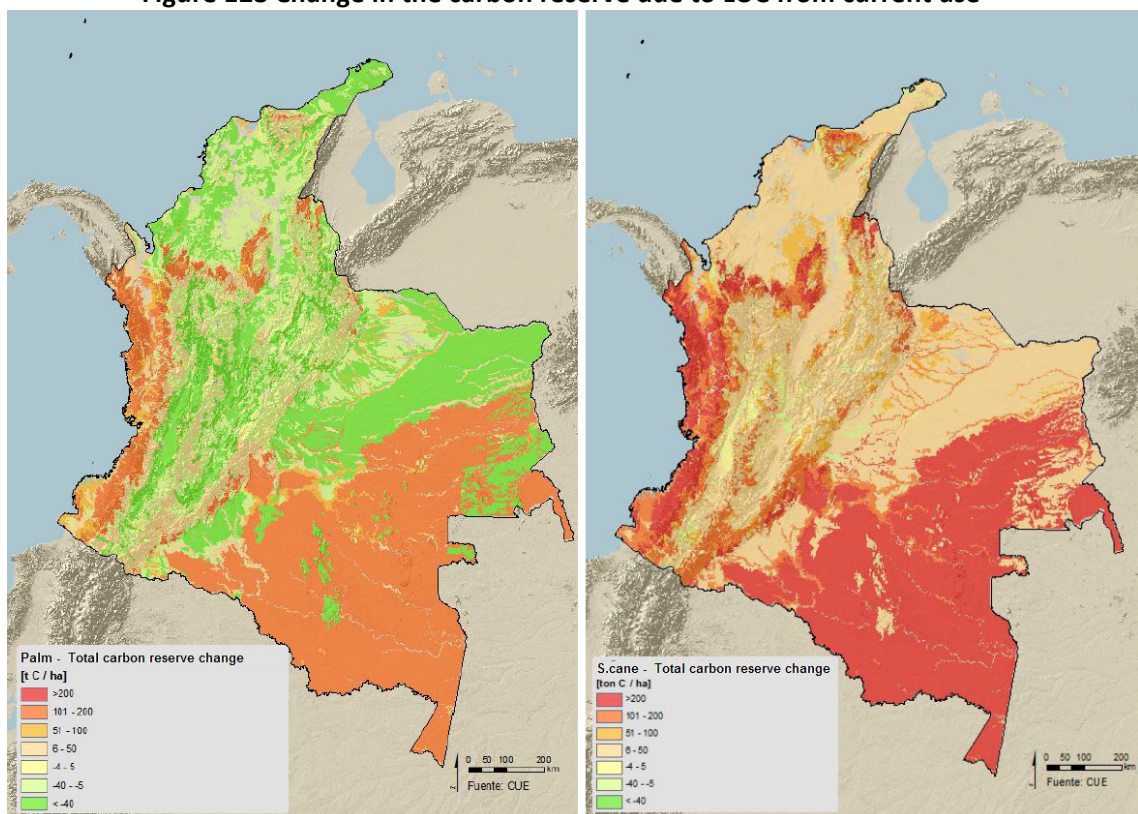 Figure 128 Change in the carbon reserve due to LUC from current use
Palm - Total carbon reserve change
[t C / ha]
>200
101 - 200
51 - 100
6 - 50
-4 - 5
-40 - -5
< -40
0 50 100 200
km
Fuente: CUE
S.cane - Total carbon reserve change
[ton C / ha]
>200
101 - 200
51 - 100
6 - 50
-4 - 5
-40 - -5
< -40
0 50 100 200
km
Fuente: CUE